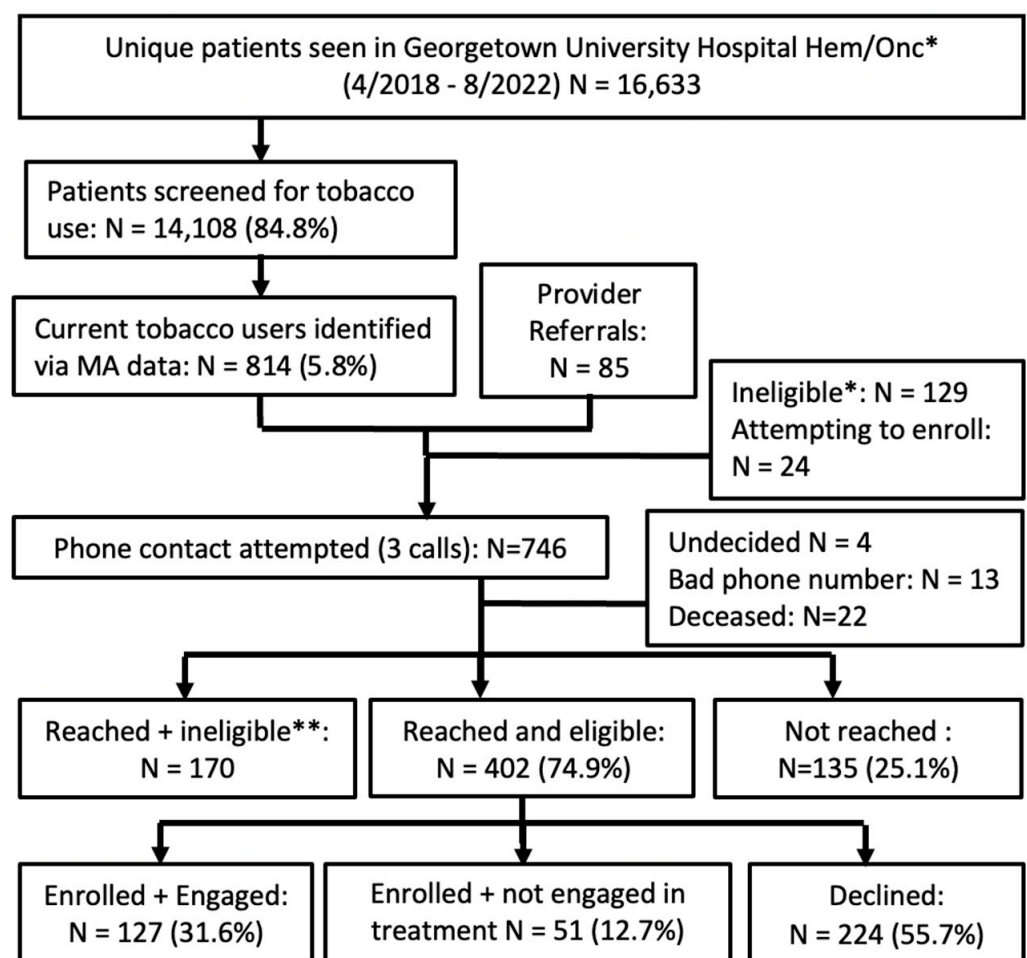 Unique patients seen in Georgetown University Hospital Hem/Onc*
(4/2018 - 8/2022) N = 16,633
Patients screened for tobacco
use: N = 14,108 (84.8%)
Provider
Referrals:
N = 85
Current tobacco users identified
via MA data: N = 814 (5.8%)
Ineligible*: N = 129
Attempting to enroll:
N = 24
Phone contact attempted (3 calls): N=746
Undecided N = 4
Bad phone number: N = 13
Deceased: N=22
Reached + ineligible**:
N = 170
Reached and eligible:
N = 402 (74.9%)
Not reached :
N=135 (25.1%)
Enrolled + Engaged:
N = 127 (31.6%)
Enrolled + not engaged in
treatment N = 51 (12.7%)
Declined:
N = 224 (55.7%)